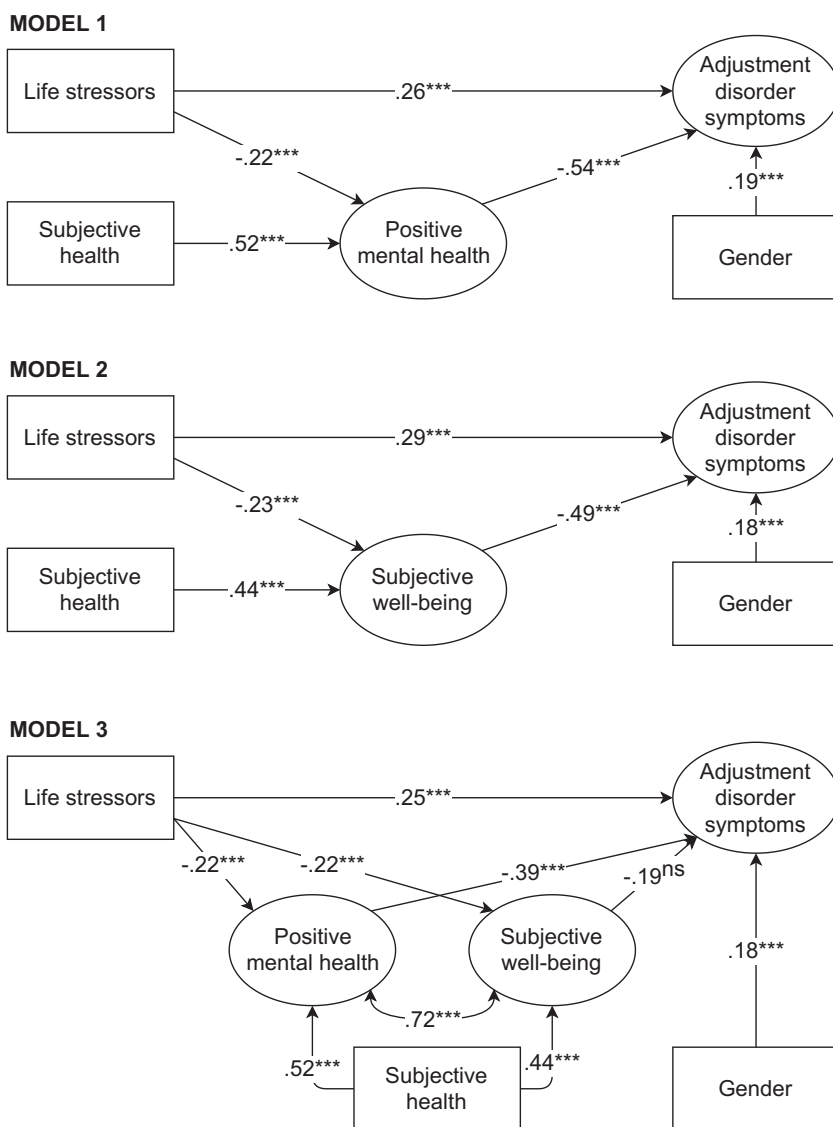 MODEL 1
Life stressors
.26***
Adjustment
disorder
symptoms
-.22***
-.54***
.19***
Subjective
health
.52***
Positive
mental health
Gender
MODEL 2
Life stressors
.29***
Adjustment
disorder
symptoms
-.23***
-.49***
.18***
Subjective
health
.44***
Subjective
well-being
Gender
MODEL 3
Life stressors
.25***
Adjustment
disorder
symptoms
-.22***
-.22***
-.39***
-.19ns
Positive
mental health
Subjective
well-being
.18***
.72***
.52***
Subjective
health
.44***
Gender